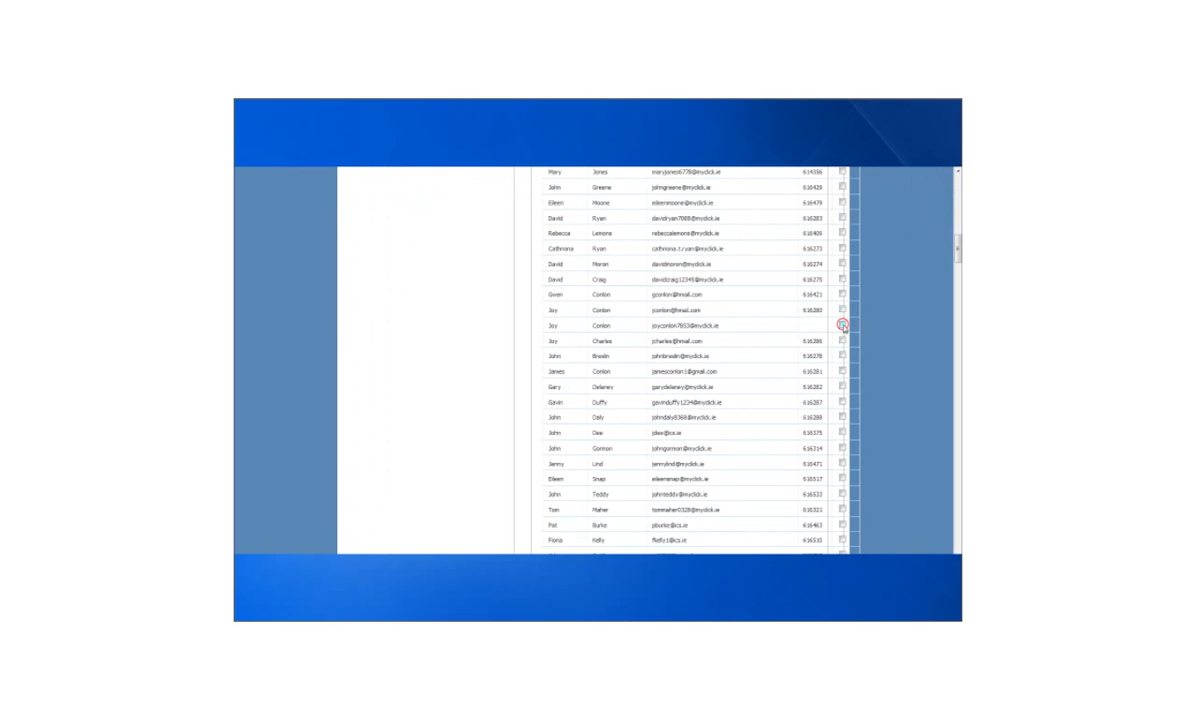 Mary Jones maryjones6778@myclick.ie 614356
John Greene johngreene@myclick.ie 616429
Eileen Moone eileenmoone@myclick.ie 616479
David Ryan davidryan7088@myclick.ie 616283
Rebecca Lemons rebeccalemons@myclick.ie 616406
Cathriona Ryan cathriona.t.ryan@myclick.ie 616273
David Moran davidmoran@myclick.ie 616274
David Craig davidcraig12345@myclick.ie 616275
Gwen Conlon gconlon@hmail.com 616421
Joy Conlon jconlon@hmail.com 616280
Joy Conlon joyconlon7853@myclick.ie
Joy Charles jcharles@hmail.com 616286
John Breslin johnbreslin@myclick.ie 616278
James Conlon jamesconlon1@gmail.com 616281
Gary Delaney garydelaney@myclick.ie 616282
Gavin Duffy gavinduffy1234@myclick.ie 616287
John Daly johndaly8368@myclick.ie 616288
John Dee jdee@ics.ie 616375
John Gormon johngormon@myclick.ie 616314
Jenny Lind jennylind@myclick.ie 616471
Eileen Snap eileensnap@myclick.ie 616517
John Teddy johnteddy@myclick.ie 616533
Tom Maher tommaher0328@myclick.ie 616321
Pat Burke pburke@ics.ie 616463
Fiona Kelly fkelly1@ics.ie 616510